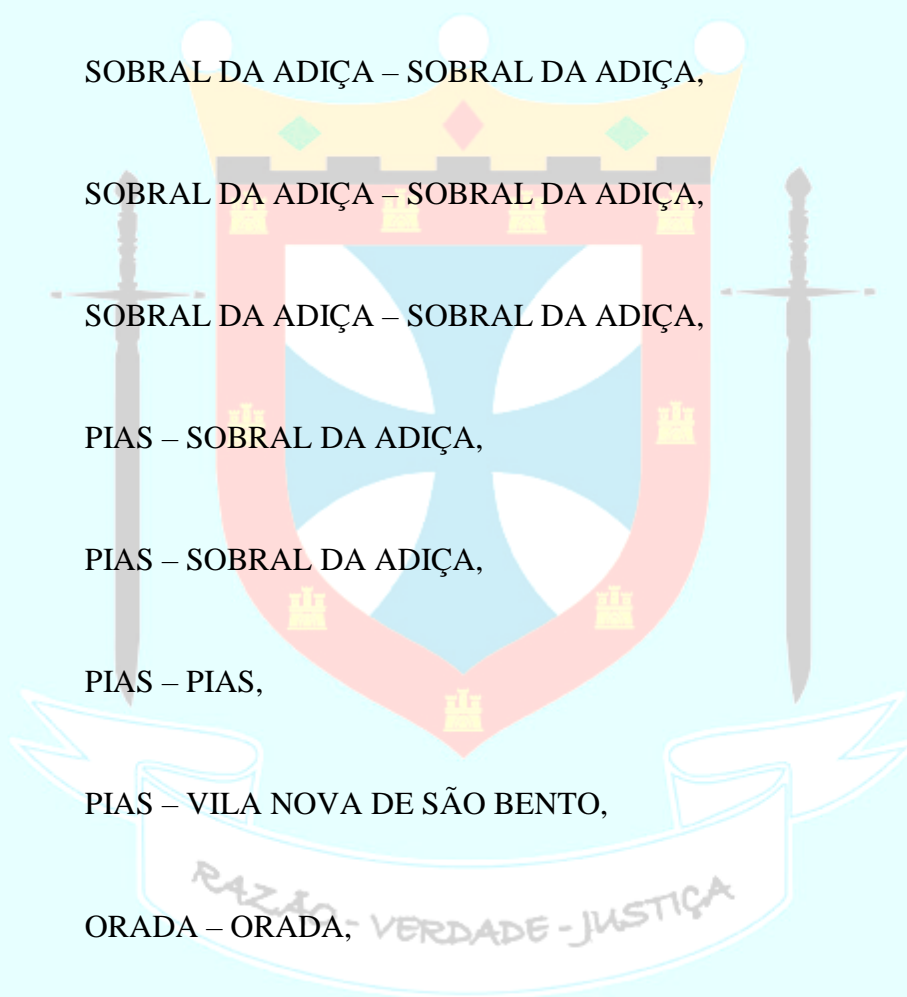 SOBRAL DA ADIÇA – SOBRAL DA ADIÇA,
SOBRAL DA ADIÇA – SOBRAL DA ADIÇA,
SOBRAL DA ADIÇA – SOBRAL DA ADIÇA,
PIAS – SOBRAL DA ADIÇA,
PIAS – SOBRAL DA ADIÇA,
PIAS – PIAS,
PIAS – VILA NOVA DE SÃO BENTO,
RAZÃO - VERDADE - JUSTIÇA
ORADA – ORADA,